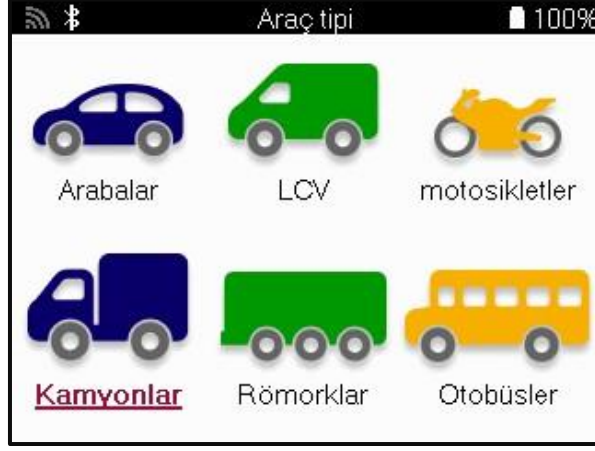 Araç tipi 100%
Arabalar LCV motosikletler
Kamyonlar Römorklar Otobüsler